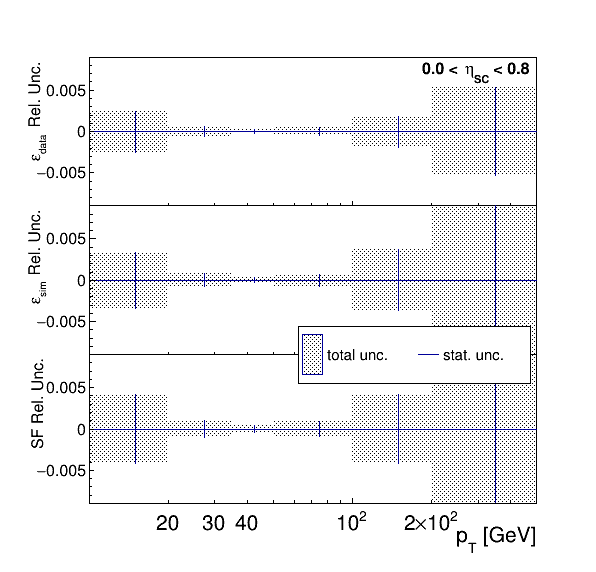 0.0 < η_SC < 0.8
ε_data Rel. Unc.
0.005
0
−0.005
ε_sim Rel. Unc.
0.005
0
−0.005
total unc. stat. unc.
SF Rel. Unc.
0.005
0
−0.005
20 30 40 10² 2×10²
p_T [GeV]